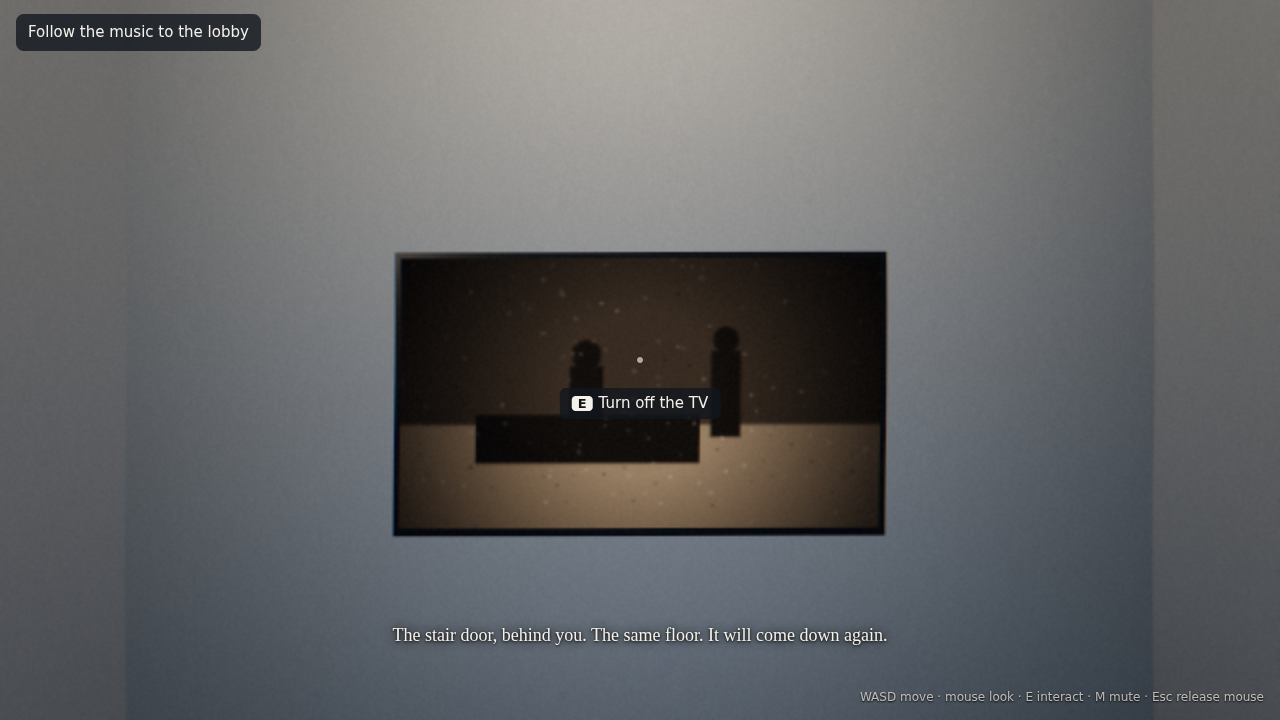 Follow the music to the lobby
E Turn off the TV
The stair door, behind you. The same floor. It will come down again.
WASD move · mouse look · E interact · M mute · Esc release mouse